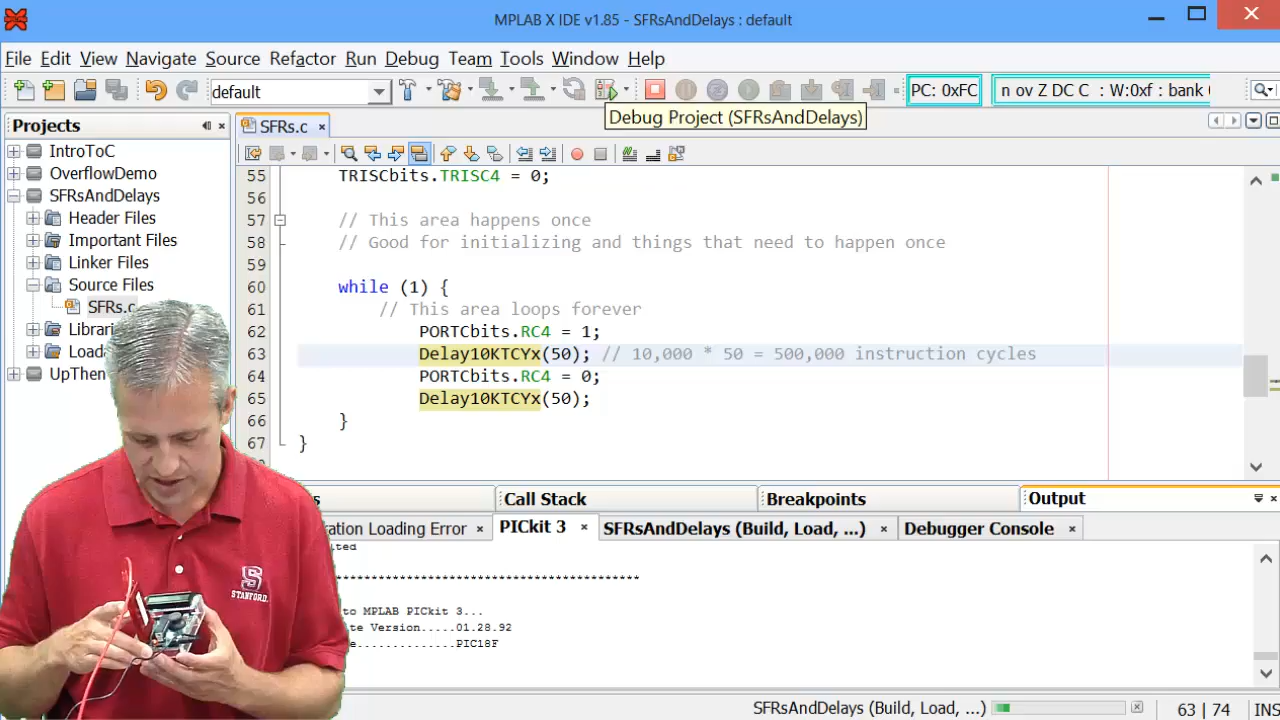 MPLAB X IDE v1.85 - SFRsAndDelays : default
File Edit View Navigate Source Refactor Run Debug Team Tools Window Help
default
PC: 0xFC
n ov Z DC C : W:0xf : bank
Debug Project (SFRsAndDelays)
Projects
SFRs.c
IntroToC
OverflowDemo
SFRsAndDelays
Header Files
Important Files
Linker Files
Source Files
SFRs.c
Librari
Loada
UpThen
55 TRISCbits.TRISC4 = 0;
56
57 // This area happens once
58 // Good for initializing and things that need to happen once
59
60 while (1) {
61 // This area loops forever
62 PORTCbits.RC4 = 1;
63 Delay10KTCYx(50); // 10,000 * 50 = 500,000 instruction cycles
64 PORTCbits.RC4 = 0;
65 Delay10KTCYx(50);
66 }
67 }
Call Stack
Breakpoints
Output
ration Loading Error
PICkit 3
SFRsAndDelays (Build, Load, ...)
Debugger Console
ted
*****************************************
to MPLAB PICkit 3...
te Version.....01.28.92
e..............PIC18F
S
STANFORD
SFRsAndDelays (Build, Load, ...)
63 | 74
INS